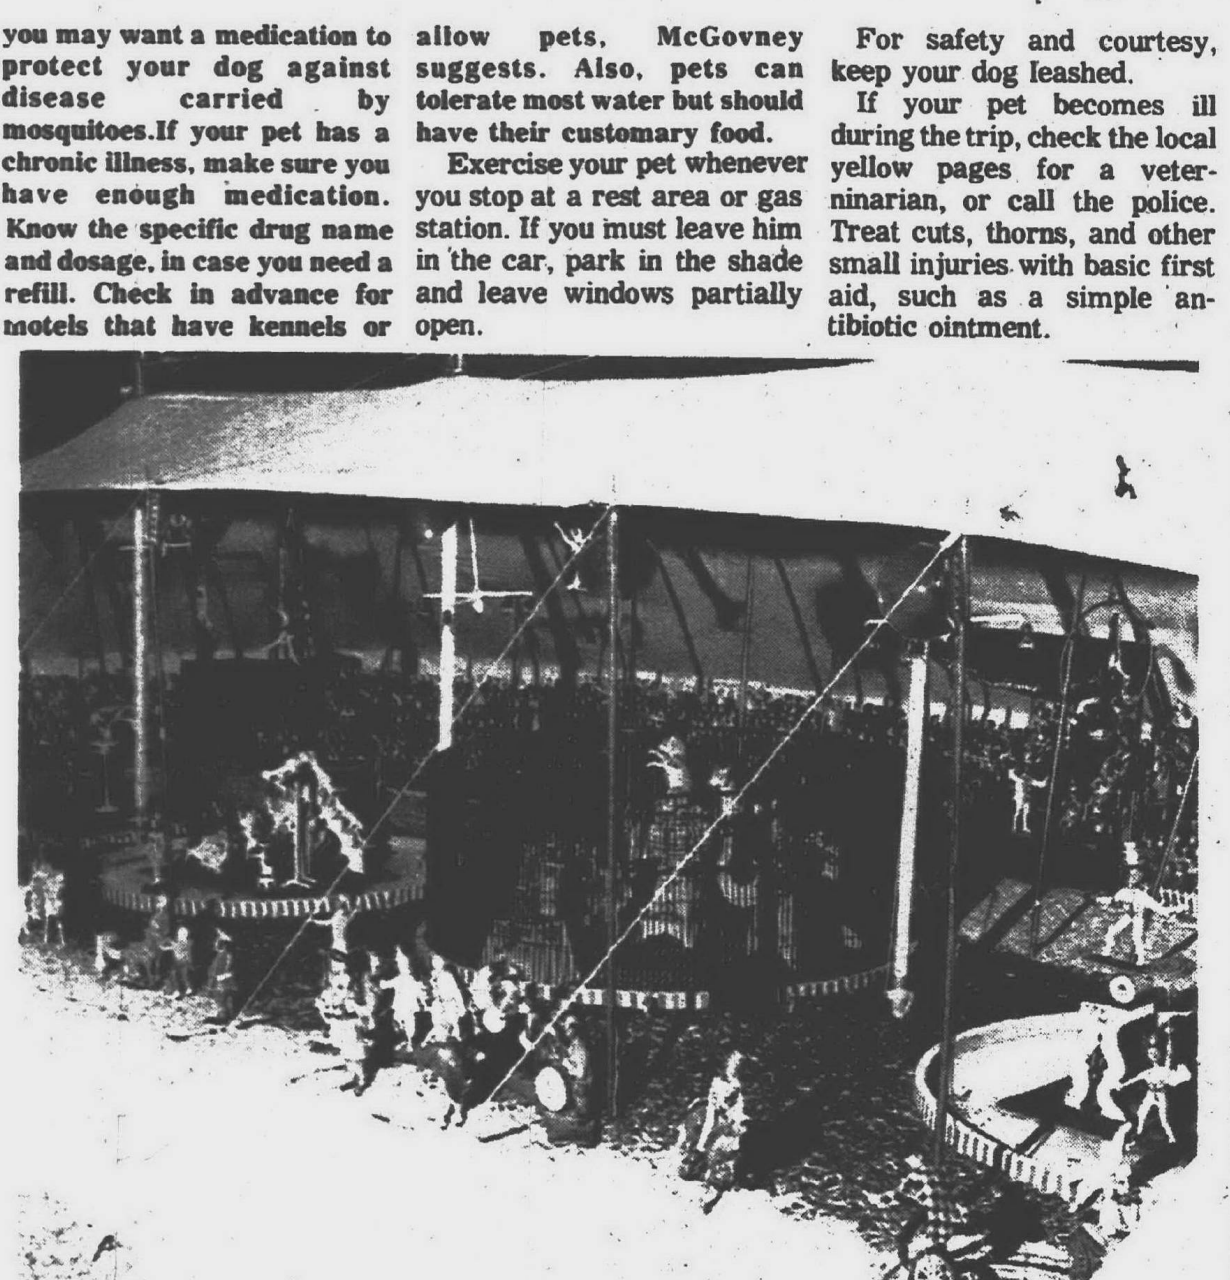 you may want a medication to
protect your dog against
disease carried by
mosquitoes.If your pet has a
chronic illness, make sure you
have enough medication.
Know the specific drug name
and dosage, in case you need a
refill. Check in advance for
motels that have kennels or
allow pets, McGovney
suggests. Also, pets can
tolerate most water but should
have their customary food.
Exercise your pet whenever
you stop at a rest area or gas
station. If you must leave him
in the car, park in the shade
and leave windows partially
open.
For safety and courtesy,
keep your dog leashed.
If your pet becomes ill
during the trip, check the local
yellow pages for a veter-
ninarian, or call the police.
Treat cuts, thorns, and other
small injuries with basic first
aid, such as a simple an-
tibiotic ointment.